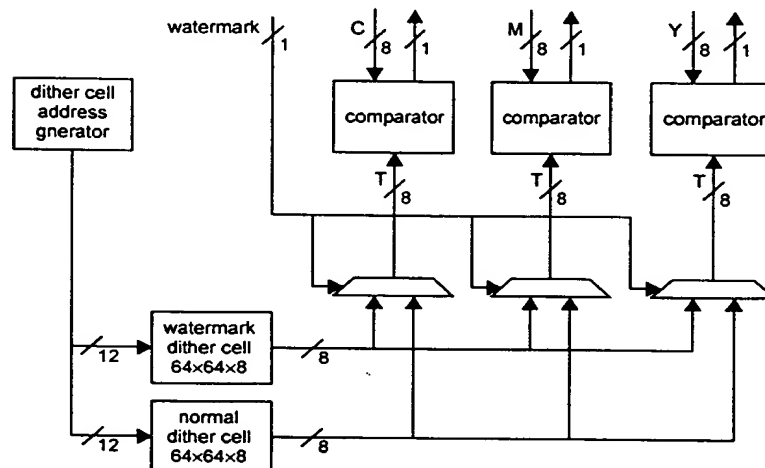 watermark
1
C
8
1
M
8
1
Y
8
1
dither cell
address
gnerator
comparator
comparator
comparator
T
8
T
8
T
8
watermark
dither cell
64×64×8
12
8
normal
dither cell
64×64×8
12
8